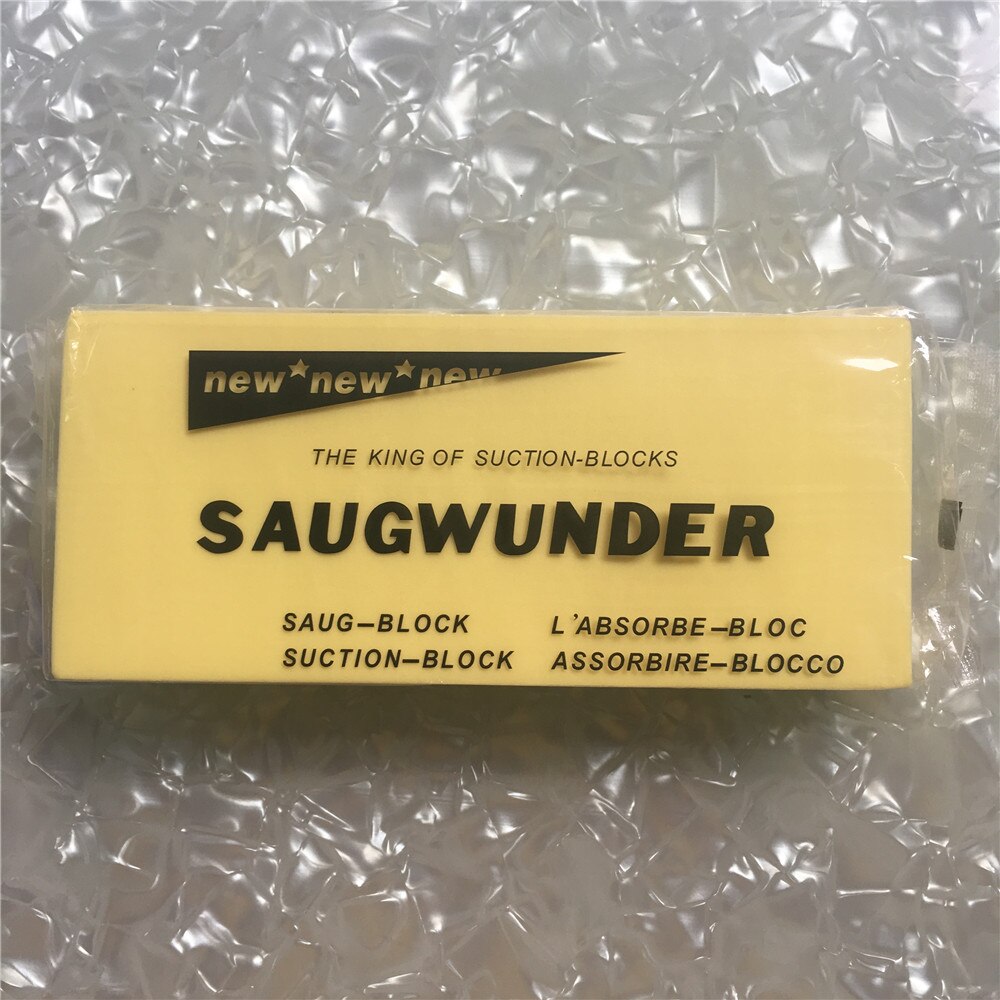 new★new★new
THE KING OF SUCTION-BLOCKS
SAUGWUNDER
SAUG—BLOCK L'ABSORBE—BLOC
SUCTION—BLOCK ASSORBIRE—BLOCCO